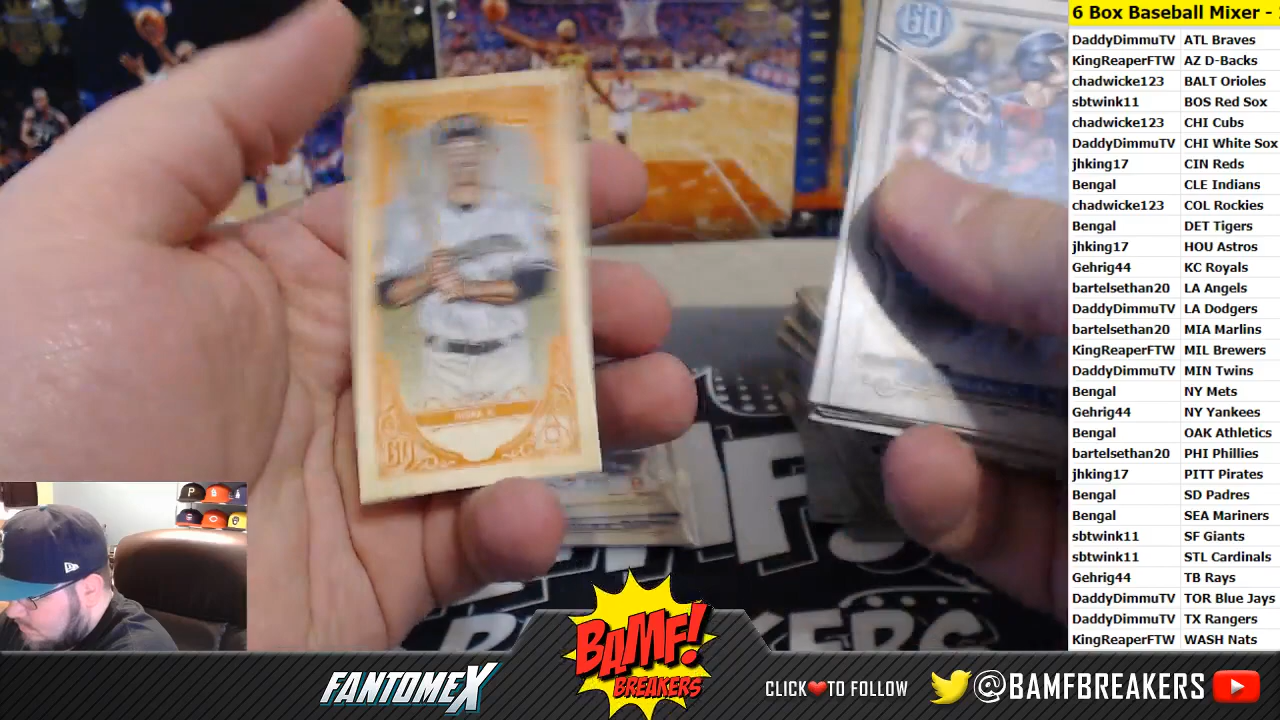 6 Box Baseball Mixer -
DaddyDimmuTV ATL Braves
KingReaperFTW AZ D-Backs
chadwicke123 BALT Orioles
sbtwink11 BOS Red Sox
chadwicke123 CHI Cubs
DaddyDimmuTV CHI White Sox
jhking17 CIN Reds
Bengal CLE Indians
chadwicke123 COL Rockies
Bengal DET Tigers
jhking17 HOU Astros
Gehrig44 KC Royals
bartelsethan20 LA Angels
DaddyDimmuTV LA Dodgers
bartelsethan20 MIA Marlins
KingReaperFTW MIL Brewers
DaddyDimmuTV MIN Twins
Bengal NY Mets
Gehrig44 NY Yankees
Bengal OAK Athletics
bartelsethan20 PHI Phillies
jhking17 PITT Pirates
Bengal SD Padres
Bengal SEA Mariners
sbtwink11 SF Giants
sbtwink11 STL Cardinals
Gehrig44 TB Rays
DaddyDimmuTV TOR Blue Jays
DaddyDimmuTV TX Rangers
KingReaperFTW WASH Nats
GQ
GQ
FANTOMEX
BAMF!
BREAKERS
CLICK❤TO FOLLOW
@BAMFBREAKERS